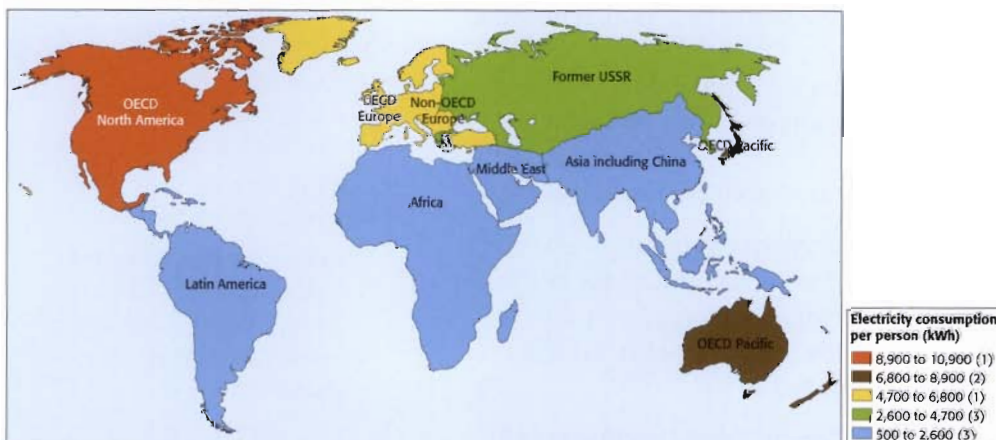 OECD
North America
Former USSR
OECD
Europe
Non-OECD
Europe
OECD Pacific
Middle East
Asia including China
Africa
Latin America
OECD Pacific
Electricity consumption
per person (kWh)
8,900 to 10,900 (1)
6,800 to 8,900 (2)
4,700 to 6,800 (1)
2,600 to 4,700 (3)
500 to 2,600 (3)